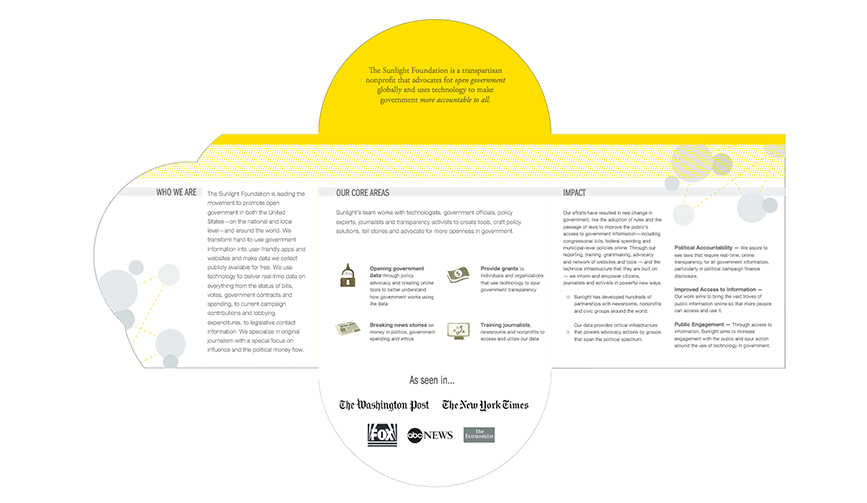 The Sunlight Foundation is a transpartisan
nonprofit that advocates for open government
globally and uses technology to make
government more accountable to all.
WHO WE ARE
The Sunlight Foundation is leading the
movement to promote open
government in both the United
States—on the national and local
level—and around the world. We
transform hard-to-use government
information into user-friendly apps and
websites and make data we collect
publicly available for free. We use
technology to deliver real-time data on
everything from the status of bills,
votes, government contracts and
spending, to current campaign
contributions and lobbying
expenditures, to legislative contact
information. We specialize in original
journalism with a special focus on
influence and the political money flow.
OUR CORE AREAS
Sunlight's team works with technologists, government officials, policy
experts, journalists and transparency activists to create tools, craft policy
solutions, tell stories and advocate for more openness in government.
Opening government
data through policy
advocacy and creating online
tools to better understand
how government works using
the data
Provide grants to
individuals and organizations
that use technology to spur
government transparency
Breaking news stories on
money in politics, government
spending and ethics
Training journalists,
newsrooms and nonprofits to
access and utilize our data
IMPACT
Our efforts have resulted in real change in
government, like the adoption of rules and the
passage of laws to improve the public's
access to government information—including
congressional bills, federal spending and
municipal-level policies online. Through our
reporting, training, grantmaking, advocacy
and network of websites and tools — and the
technical infrastructure that they are built on
— we inform and empower citizens,
journalists and activists in powerful new ways.
Sunlight has developed hundreds of
partnerships with newsrooms, nonprofits
and civic groups around the world.
Our data provides critical infrastructure
that powers advocacy actions by groups
that span the political spectrum.
Political Accountability — We aspire to
see laws that require real-time, online
transparency for all government information,
particularly in political campaign finance
disclosure.
Improved Access to Information —
Our work aims to bring the vast troves of
public information online so that more people
can access and use it.
Public Engagement — Through access to
information, Sunlight aims to increase
engagement with the public and spur action
around the use of technology in government.
As seen in...
The Washington Post
The New York Times
FOX
abc NEWS
The
Economist